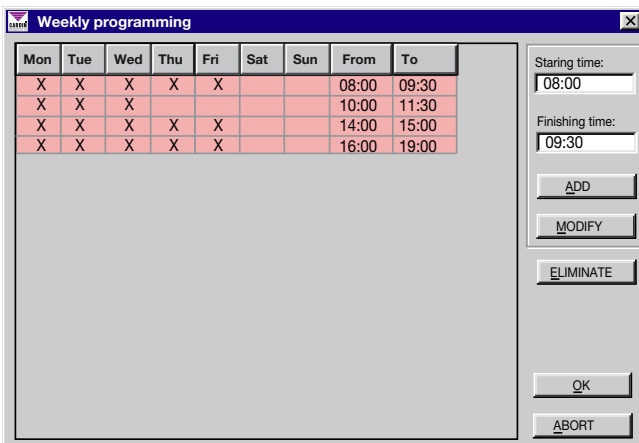 CARDIN Weekly programming
Mon Tue Wed Thu Fri Sat Sun From To
X X X X X 08:00 09:30
X X X 10:00 11:30
X X X X X 14:00 15:00
X X X X X 16:00 19:00
Staring time:
08:00
Finishing time:
09:30
ADD
MODIFY
ELIMINATE
OK
ABORT